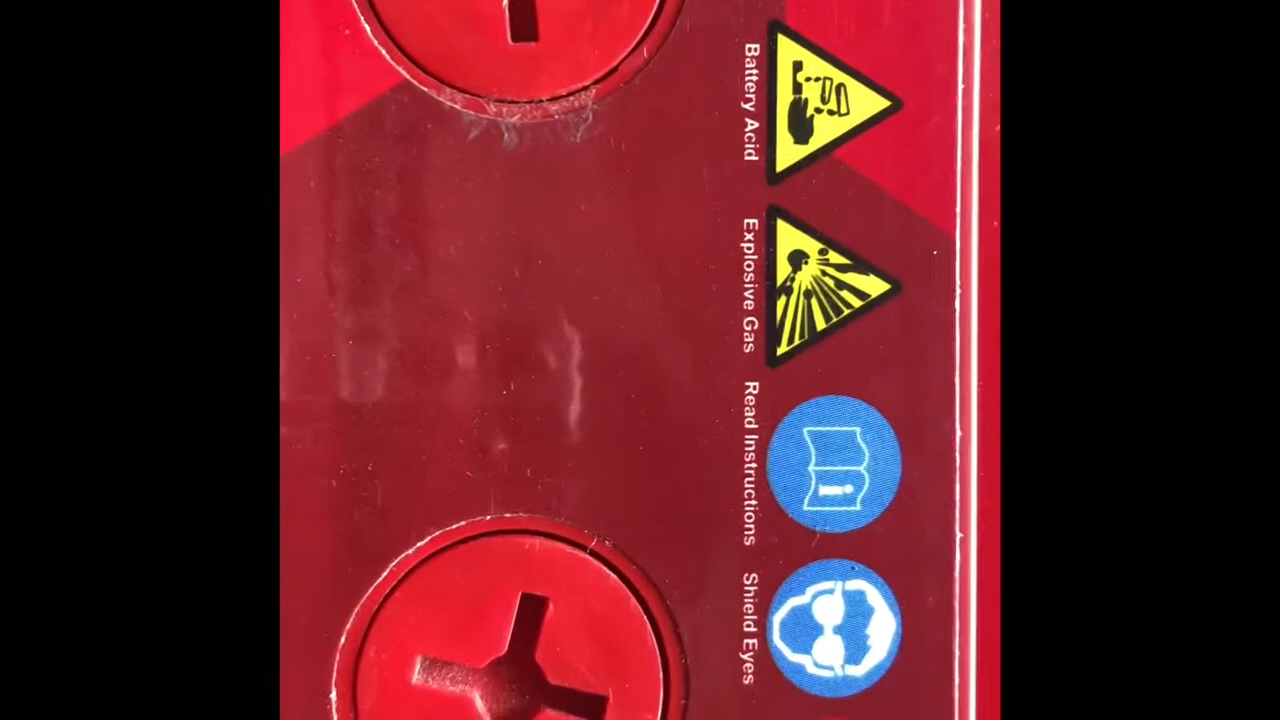 Battery Acid
Explosive Gas
Read Instructions
Shield Eyes